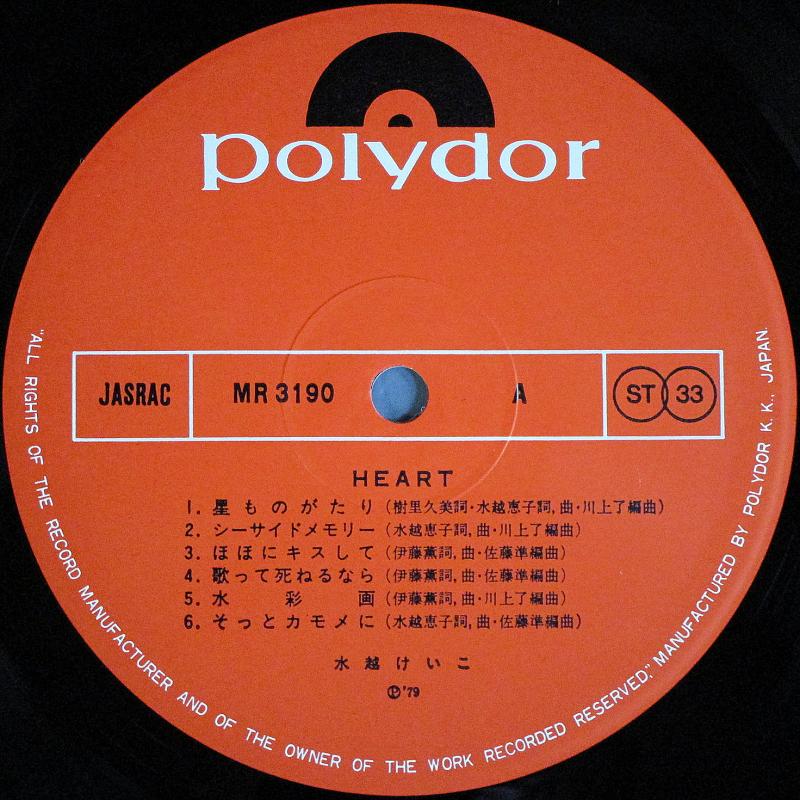 polydor
JASRAC MR 3190 A ST 33
HEART
1. 星ものがたり (樹里久美詞・水越恵子詞, 曲・川上了編曲)
2. シーサイドメモリー (水越恵子詞, 曲・川上了編曲)
3. ほほにキスして (伊藤薫詞, 曲・佐藤準編曲)
4. 歌って死ねるなら (伊藤薫詞, 曲・佐藤準編曲)
5. 水彩画 (伊藤薫詞, 曲・川上了編曲)
6. そっとカモメに (水越恵子詞, 曲・佐藤準編曲)
水越けいこ
Ⓟ'79
"ALL RIGHTS OF THE RECORD MANUFACTURER AND OF THE OWNER OF THE WORK RECORDED RESERVED," MANUFACTURED BY POLYDOR K. K., JAPAN.